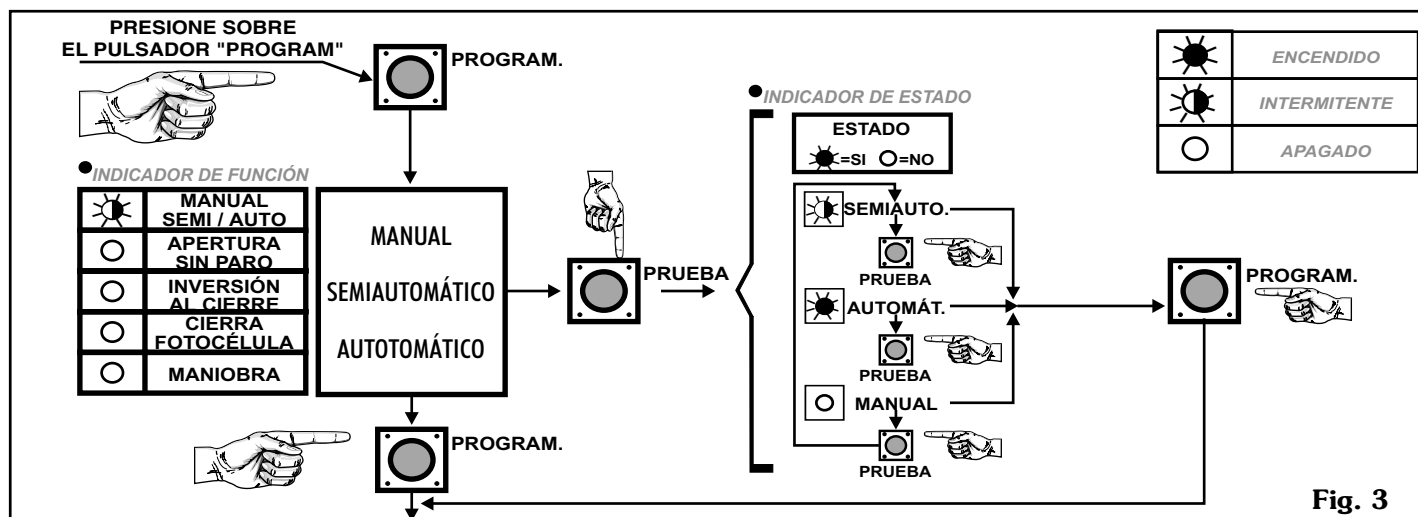 PRESIONE SOBRE
EL PULSADOR "PROGRAM"
PROGRAM.
INDICADOR DE FUNCIÓN
MANUAL
SEMI / AUTO
APERTURA
SIN PARO
INVERSIÓN
AL CIERRE
CIERRA
FOTOCÉLULA
MANIOBRA
MANUAL
SEMIAUTOMÁTICO
AUTOTOMÁTICO
PROGRAM.
PRUEBA
INDICADOR DE ESTADO
ESTADO
=SI =NO
SEMIAUTO.
PRUEBA
AUTOMÁT.
PRUEBA
MANUAL
PRUEBA
PROGRAM.
ENCENDIDO
INTERMITENTE
APAGADO
Fig. 3